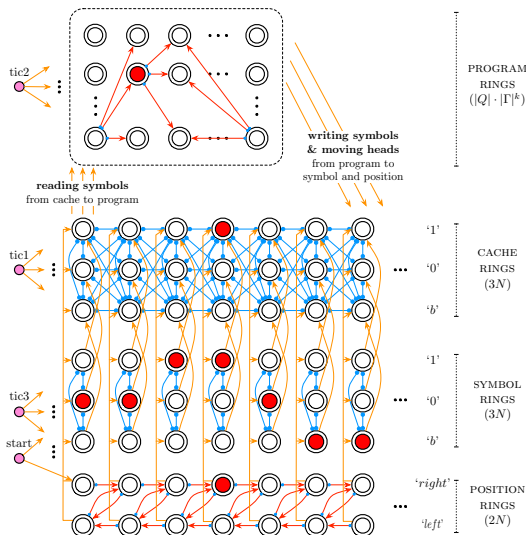 tic2
PROGRAM
RINGS
(|Q| · |Γ|^k)
writing symbols
& moving heads
from program to
symbol and position
reading symbols
from cache to program
‘1’
tic1
‘0’
CACHE
RINGS
(3N)
‘b’
‘1’
tic3
‘0’
SYMBOL
RINGS
(3N)
start
‘b’
‘right’
POSITION
RINGS
(2N)
‘left’